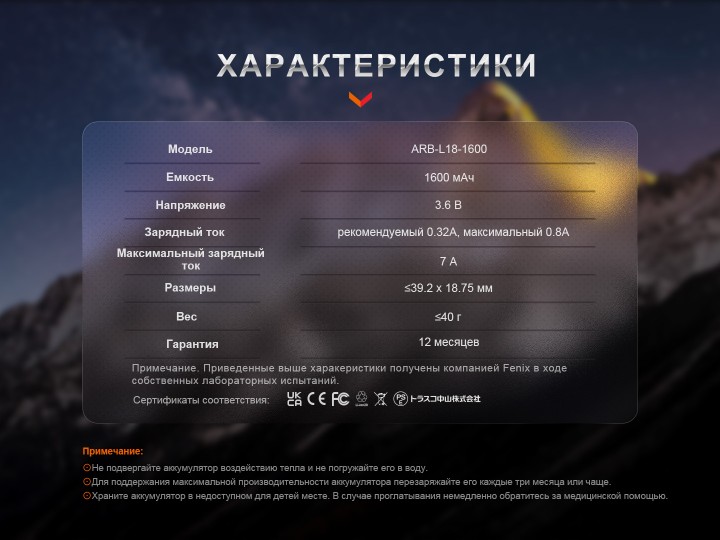 ХАРАКТЕРИСТИКИ
Модель ARB-L18-1600
Емкость 1600 мАч
Напряжение 3.6 В
Зарядный ток рекомендуемый 0.32А, максимальный 0.8А
Максимальный зарядный
ток 7 А
Размеры ≤39.2 x 18.75 мм
Вес ≤40 г
Гарантия 12 месяцев
Примечание. Приведенные выше харакеристики получены компанией Fenix в ходе
собственных лабораторных испытаний.
Сертификаты соответствия: UK CA CE FC PS E トラスコ中山株式会社
Примечание:
Не подвергайте аккумулятор воздействию тепла и не погружайте его в воду.
Для поддержания максимальной производительности аккумулятора перезаряжайте его каждые три месяца или чаще.
Храните аккумулятор в недоступном для детей месте. В случае проглатывания немедленно обратитесь за медицинской помощью.